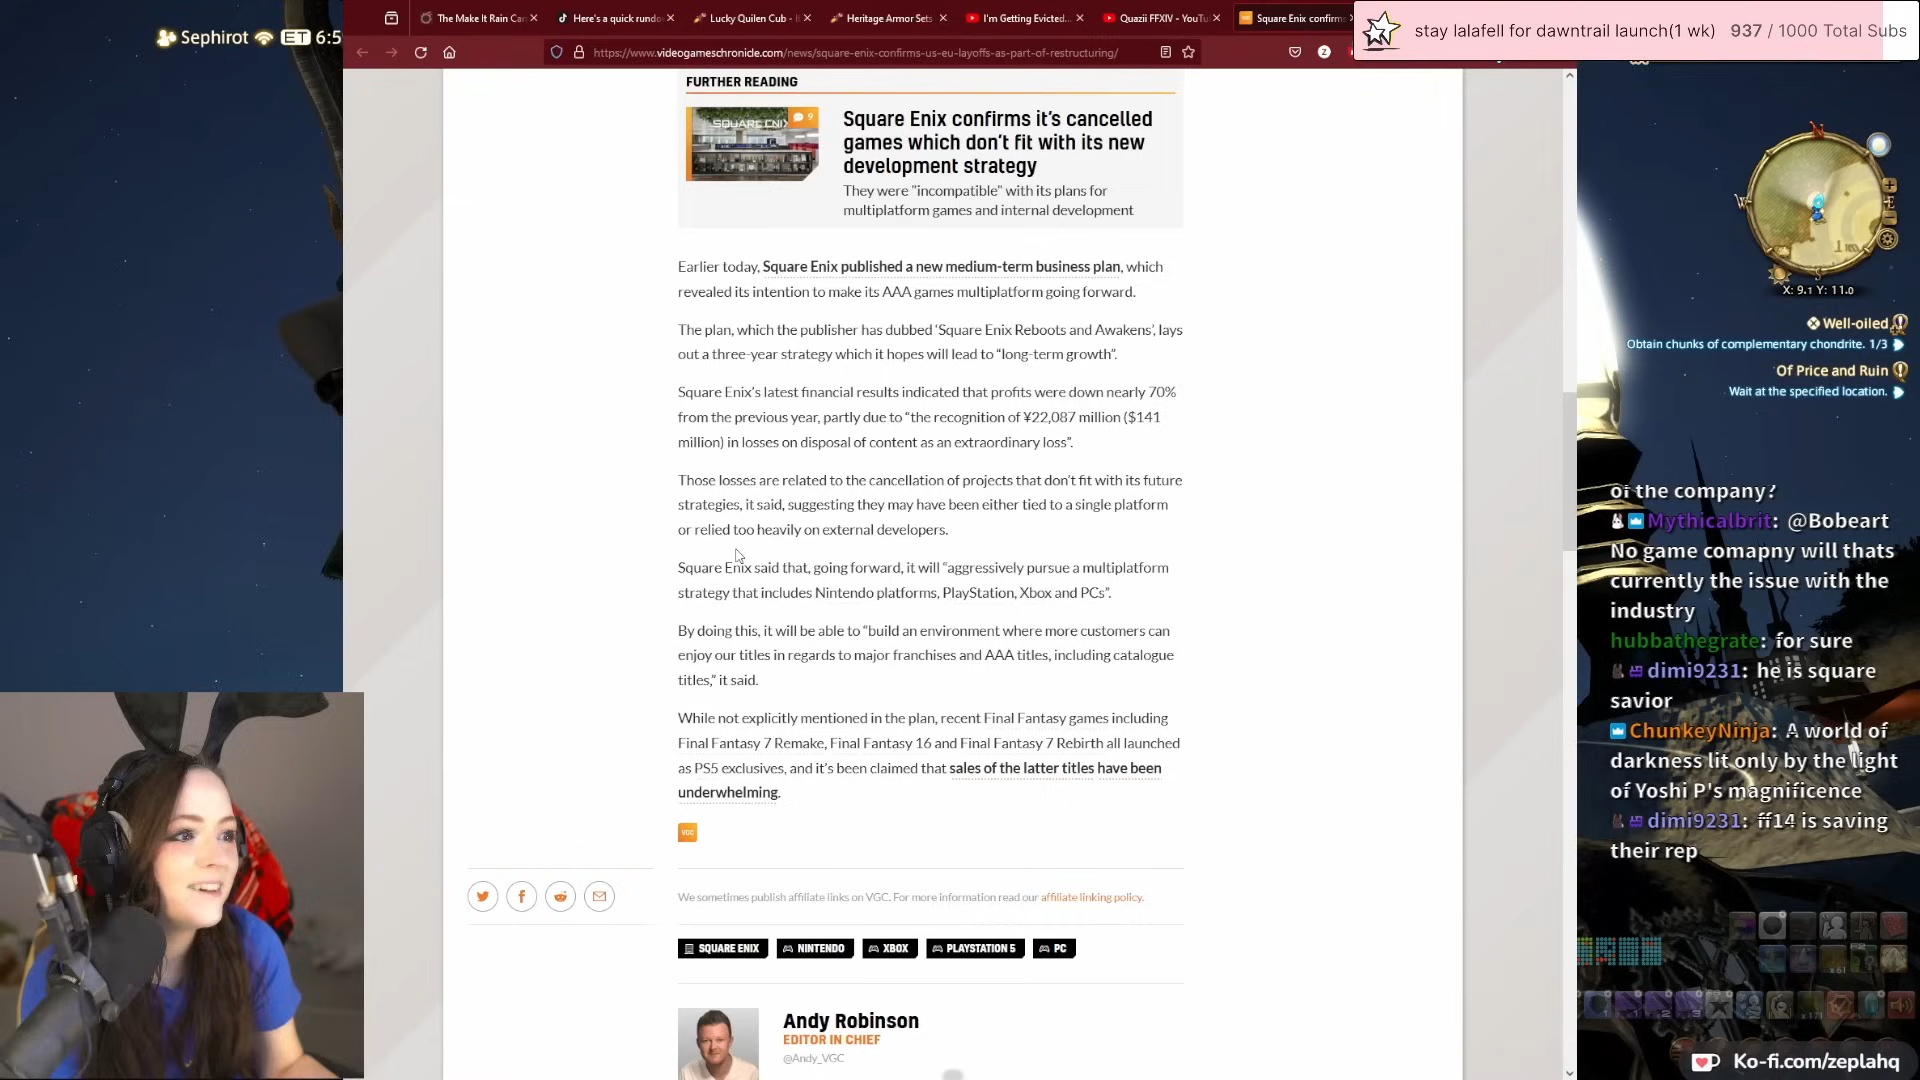 Sephirot ET 6:5
The Make It Rain Car
Here's a quick rundo
Lucky Quilen Cub -
Heritage Armor Sets
I'm Getting Evicted...
Quazii FFXIV - YouTu
Square Enix confirms
stay lalafell for dawntrail launch(1 wk) 937 / 1000 Total Subs
https://www.videogameschronicle.com/news/square-enix-confirms-us-eu-layoffs-as-part-of-restructuring/
FURTHER READING
SQUARE ENIX
9
Square Enix confirms it's cancelled
games which don't fit with its new
development strategy
They were "incompatible" with its plans for
multiplatform games and internal development
Earlier today, Square Enix published a new medium-term business plan, which
revealed its intention to make its AAA games multiplatform going forward.
The plan, which the publisher has dubbed ‘Square Enix Reboots and Awakens’, lays
out a three-year strategy which it hopes will lead to “long-term growth”.
Square Enix’s latest financial results indicated that profits were down nearly 70%
from the previous year, partly due to “the recognition of ¥22,087 million ($141
million) in losses on disposal of content as an extraordinary loss”.
Those losses are related to the cancellation of projects that don’t fit with its future
strategies, it said, suggesting they may have been either tied to a single platform
or relied too heavily on external developers.
Square Enix said that, going forward, it will “aggressively pursue a multiplatform
strategy that includes Nintendo platforms, PlayStation, Xbox and PCs”.
By doing this, it will be able to “build an environment where more customers can
enjoy our titles in regards to major franchises and AAA titles, including catalogue
titles,” it said.
While not explicitly mentioned in the plan, recent Final Fantasy games including
Final Fantasy 7 Remake, Final Fantasy 16 and Final Fantasy 7 Rebirth all launched
as PS5 exclusives, and it’s been claimed that sales of the latter titles have been
underwhelming.
VGC
We sometimes publish affiliate links on VGC. For more information read our affiliate linking policy.
SQUARE ENIX
NINTENDO
XBOX
PLAYSTATION 5
PC
Andy Robinson
EDITOR IN CHIEF
@Andy_VGC
N
W
E
S
X: 9.1 Y: 11.0
Well-oiled
Obtain chunks of complementary chondrite. 1/3
Of Price and Ruin
Wait at the specified location.
of the company?
Mythicalbrit: @Bobeart
No game comapny will thats
currently the issue with the
industry
hubbathegrate: for sure
dimi9231: he is square
savior
ChunkeyNinja: A world of
darkness lit only by the light
of Yoshi P's magnificence
dimi9231: ff14 is saving
their rep
Ko-fi.com/zeplahq